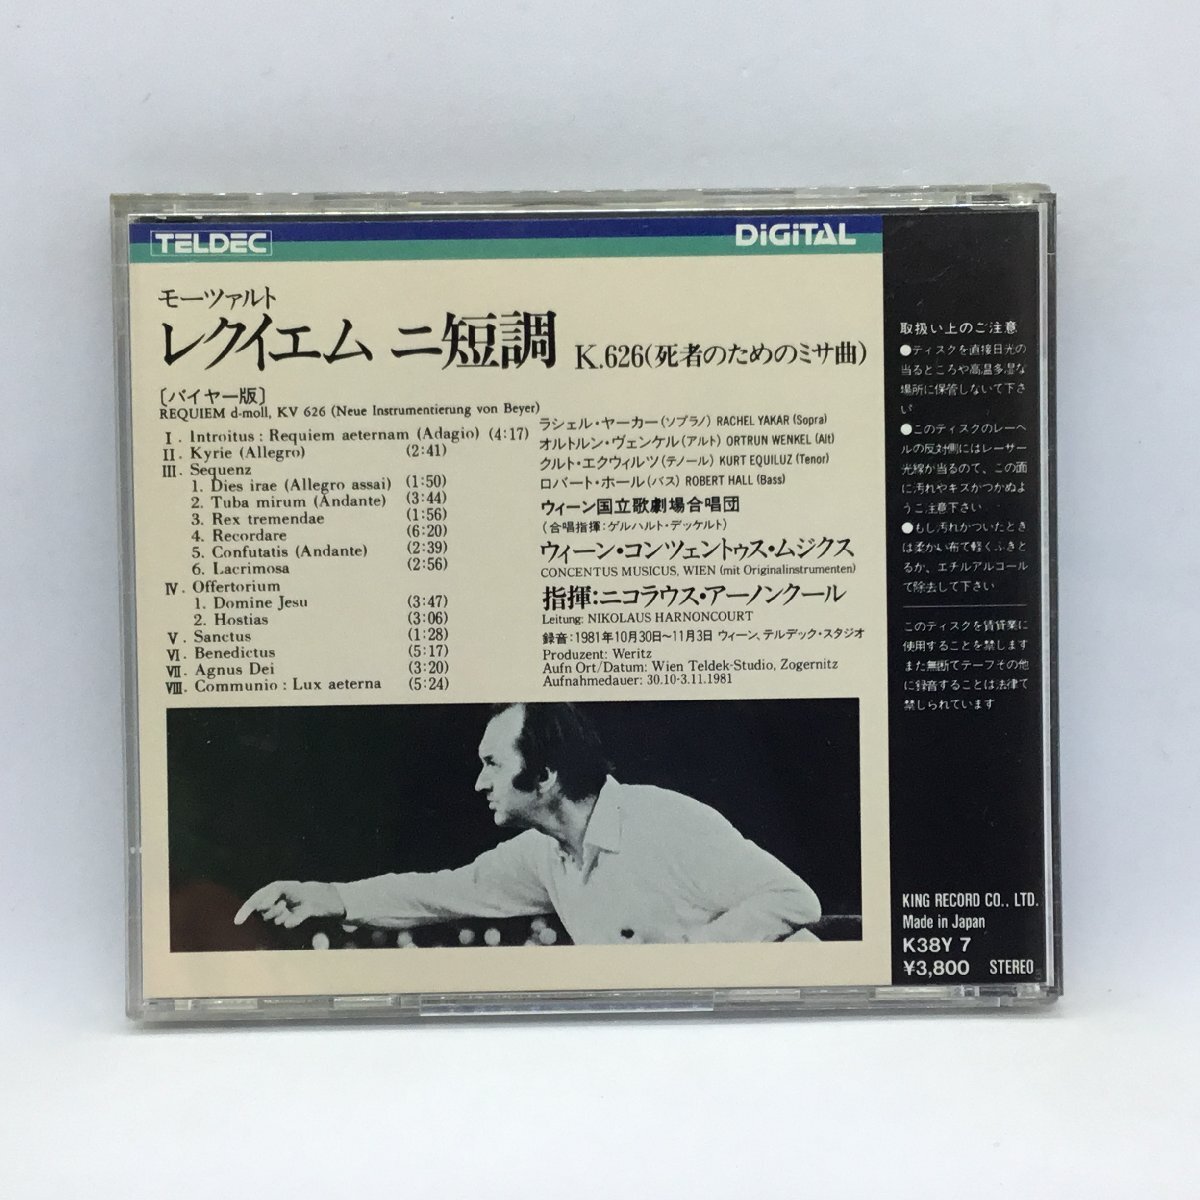 TELDEC
DiGiTAL
モーツァルト
レクイエム ニ短調 K.626(死者のためのミサ曲)
〔バイヤー版〕
REQUIEM d-moll, KV 626 (Neue Instrumentierung von Beyer)
I. Introitus : Requiem aeternam (Adagio) (4:17)
II. Kyrie (Allegro) (2:41)
III. Sequenz
1. Dies irae (Allegro assai) (1:50)
2. Tuba mirum (Andante) (3:44)
3. Rex tremendae (1:56)
4. Recordare (6:20)
5. Confutatis (Andante) (2:39)
6. Lacrimosa (2:56)
IV. Offertorium
1. Domine Jesu (3:47)
2. Hostias (3:06)
V. Sanctus (1:28)
VI. Benedictus (5:17)
VII. Agnus Dei (3:20)
VIII. Communio : Lux aeterna (5:24)
ラシェル・ヤーカー(ソプラノ) RACHEL YAKAR (Sopra)
オルトルン・ヴェンケル(アルト) ORTRUN WENKEL (Alt)
クルト・エクウィルツ(テノール) KURT EQUILUZ (Tenor)
ロバート・ホール(バス) ROBERT HALL (Bass)
ウィーン国立歌劇場合唱団
(合唱指揮：ゲルハルト・デッケルト)
ウィーン・コンツェントゥス・ムジクス
CONCENTUS MUSICUS, WIEN (mit Originalinstrumenten)
指揮：ニコラウス・アーノンクール
Leitung: NIKOLAUS HARNONCOURT
録音：1981年10月30日〜11月3日 ウィーン、テルデック・スタジオ
Produzent: Weritz
Aufn Ort/Datum: Wien Teldek-Studio, Zogernitz
Aufnahmedauer: 30.10-3.11.1981
取扱い上のご注意
●ディスクを直接日光の
当るところや高温多湿な
場所に保管しないて下さ
い
●このディスクのレーベ
ルの反対側にはレーザー
光線か当るのて、この面
に汚れやキズがつかぬよ
うご注意下さい
●もし汚れかついたとき
は柔かい布て軽くふきと
るか、エチルアルコール
て除去して下さい
このディスクを賃貸業に
使用することを禁します
また無断てテープその他
に録音することは法律て
禁しられています
KING RECORD CO., LTD.
Made in Japan
K38Y 7
¥3,800 STEREO